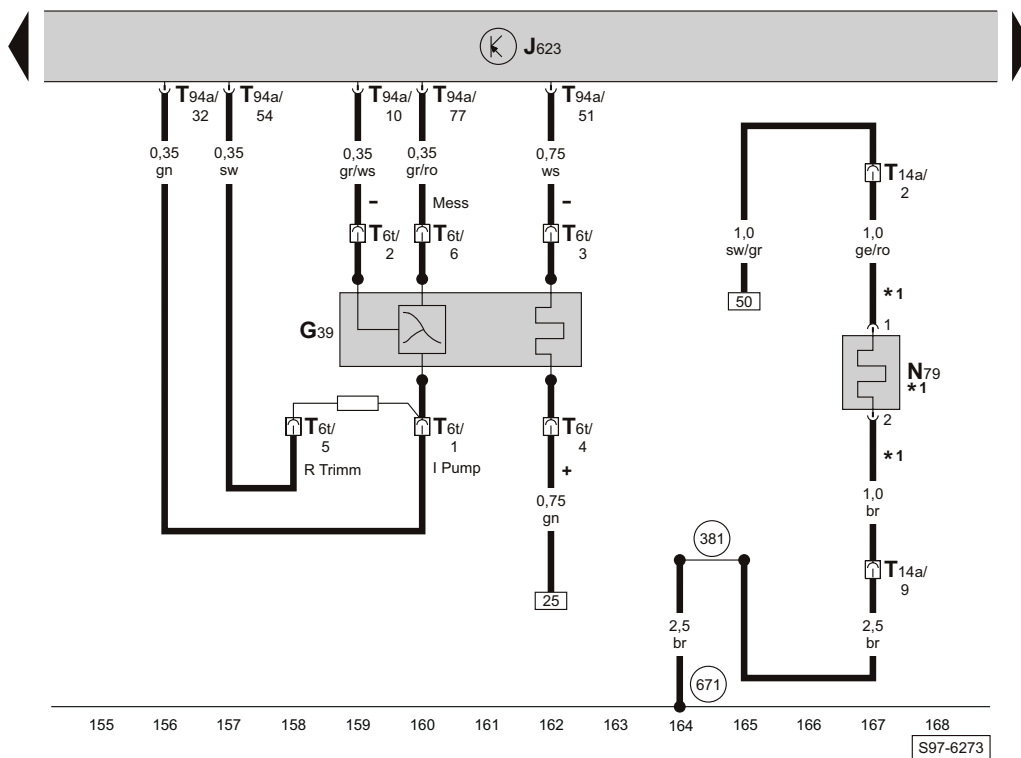 J623
T94a/ T94a/ T94a/ T94a/ T94a/
32 54 10 77 51
0,35 0,35 0,35 0,35 0,75
gn sw gr/ws gr/ro ws
T14a/
2
- Mess -
T6t/ T6t/ T6t/
2 6 3
1,0 1,0
sw/gr ge/ro
50
*1
1
G39
N79
*1
2
T6t/ T6t/ T6t/
5 1 4
R Trimm I Pump +
*1
0,75
gn
1,0
br
381
T14a/
9
25
2,5 2,5
br br
671
155 156 157 158 159 160 161 162 163 164 165 166 167 168
S97-6273